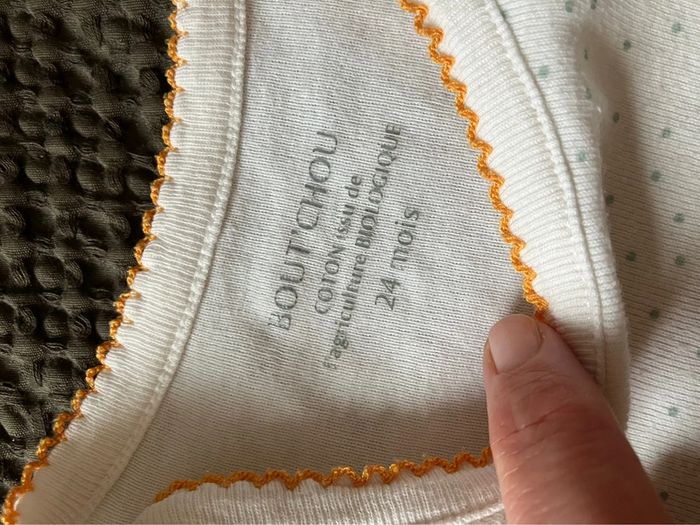 BOUT'CHOU
COTON issu de
l'agriculture BIOLOGIQUE
24 mois